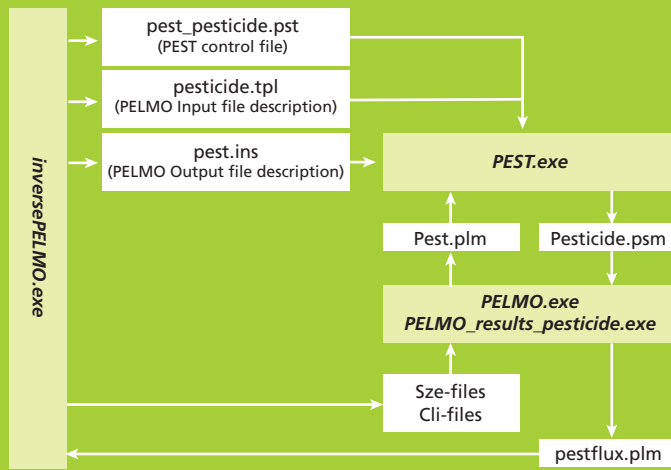 pest_pesticide.pst
(PEST control file)
pesticide.tpl
(PELMO Input file description)
pest.ins
(PELMO Output file description)
inversePELMO.exe
PEST.exe
Pest.plm
Pesticide.psm
PELMO.exe
PELMO_results_pesticide.exe
Sze-files
Cli-files
pestflux.plm